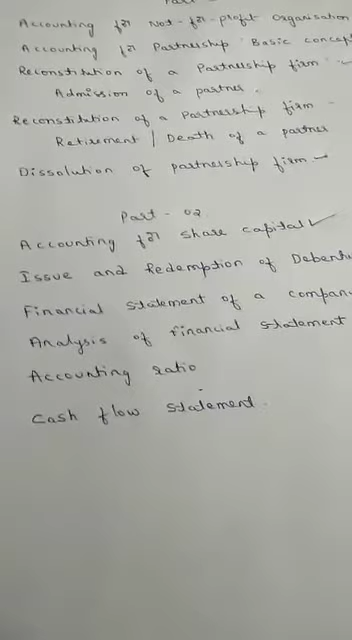 Accounting for Not-for-profit Organisation
Accounting for Partnership Basic concep
Reconstitution of a Partnership firm
Admission of a partner.
Reconstitution of a Partnership firm
Retirement / Death of a partner
Dissolution of partnership firm
Part - 02.
Accounting for share capital
Issue and Redemption of Debentu
Financial statement of a compan
Analysis of financial statement
Accounting ratio
Cash flow statement.